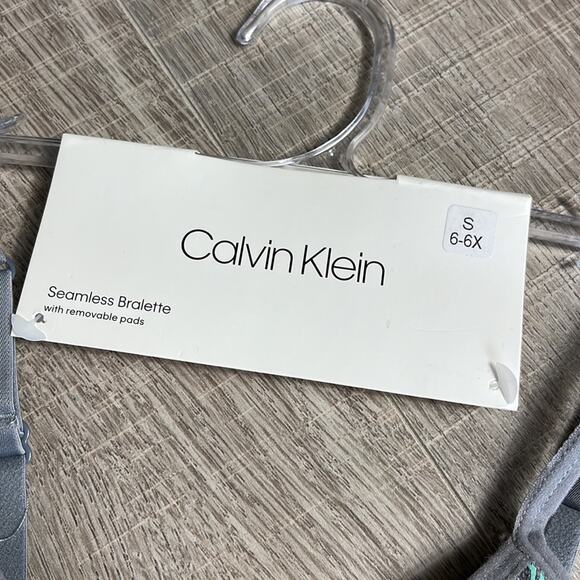 S
6-6X
Calvin Klein
Seamless Bralette
with removable pads